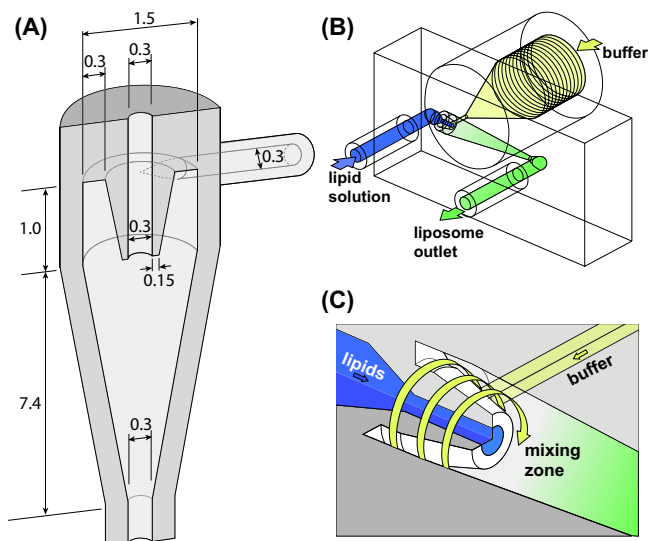 (A)
1.5
0.3
0.3
0.3
1.0
0.3
0.15
7.4
0.3
(B)
buffer
lipid
solution
liposome
outlet
(C)
lipids
buffer
mixing
zone